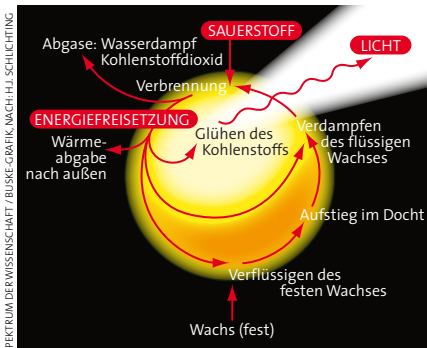 SAUERSTOFF
Abgase: Wasserdampf
Kohlenstoffdioxid
LICHT
Verbrennung
ENERGIEFREISETZUNG
Glühen des
Kohlenstoffs
Verdampfen
des flüssigen
Wachses
Wärme-
abgabe
nach außen
Aufstieg im Docht
Verflüssigen des
festen Wachses
Wachs (fest)
PEKTRUM DER WISSENSCHAFT / BUSKE-GRAFIK, NACH: H.J. SCHLICHTING